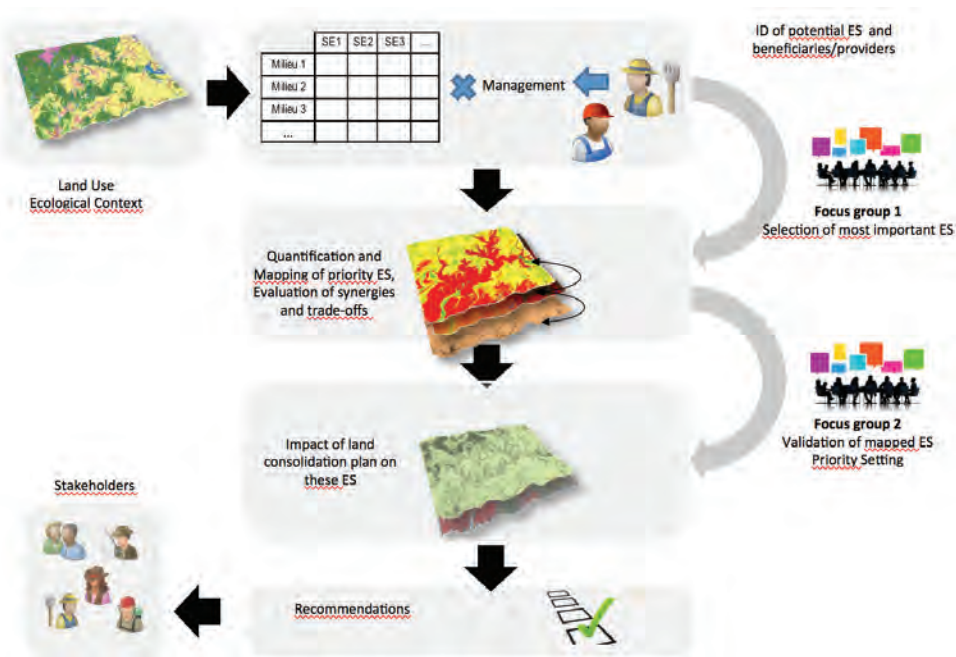 SE1 SE2 SE3 ...
Milieu 1
Milieu 2
Milieu 3
...
Management
ID of potential ES and
beneficiaries/providers
Land Use
Ecological Context
Focus group 1
Selection of most important ES
Quantification and
Mapping of priority ES,
Evaluation of synergies
and trade-offs
Focus group 2
Validation of mapped ES
Priority Setting
Impact of land
consolidation plan on
these ES
Stakeholders
Recommendations